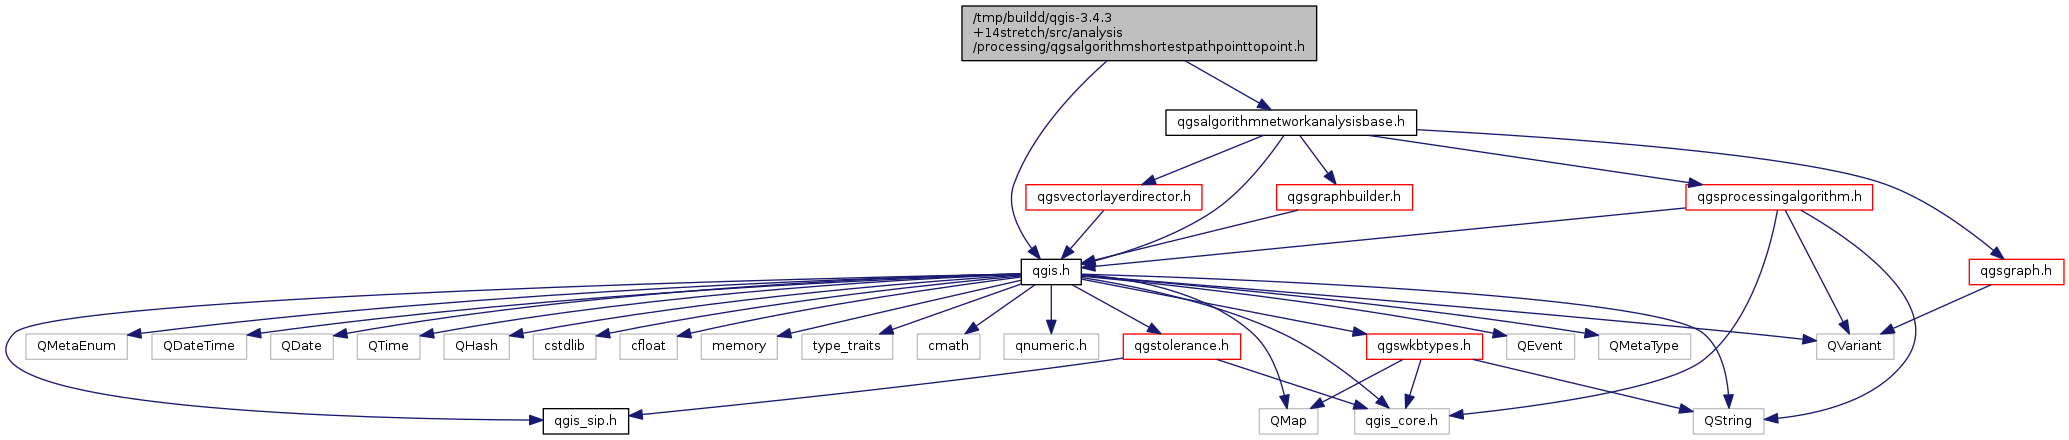 /tmp/buildd/qgis-3.4.3
+14stretch/src/analysis
/processing/qgsalgorithmshortestpathpointtopoint.h
qgsalgorithmnetworkanalysisbase.h
qgsvectorlayerdirector.h
qgsgraphbuilder.h
qgsprocessingalgorithm.h
qgis.h
qgsgraph.h
QMetaEnum
QDateTime
QDate
QTime
QHash
cstdlib
cfloat
memory
type_traits
cmath
qnumeric.h
qgstolerance.h
qgswkbtypes.h
QEvent
QMetaType
QVariant
qgis_sip.h
QMap
qgis_core.h
QString